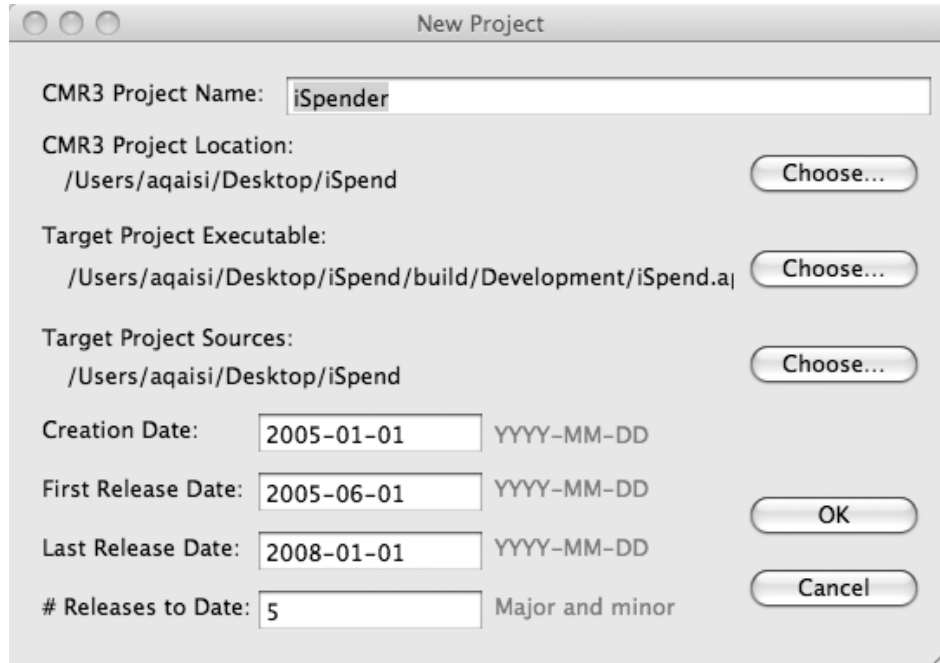 New Project
CMR3 Project Name: iSpender
CMR3 Project Location:
/Users/aqaisi/Desktop/iSpend
Choose...
Target Project Executable:
/Users/aqaisi/Desktop/iSpend/build/Development/iSpend.ap
Choose...
Target Project Sources:
/Users/aqaisi/Desktop/iSpend
Choose...
Creation Date: 2005-01-01 YYYY-MM-DD
First Release Date: 2005-06-01 YYYY-MM-DD
OK
Last Release Date: 2008-01-01 YYYY-MM-DD
Cancel
# Releases to Date: 5 Major and minor